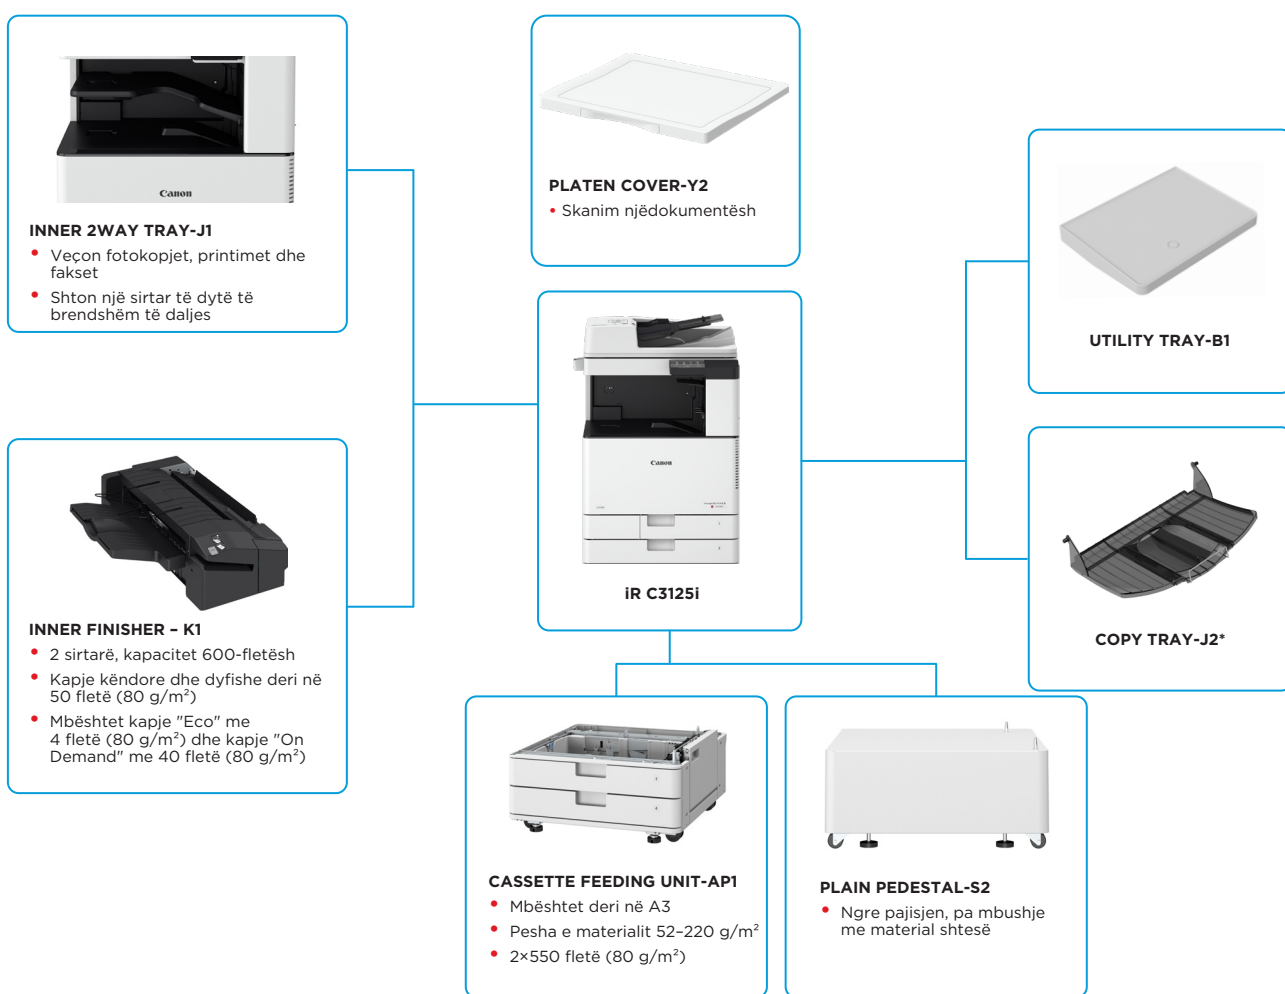 Canon
INNER 2WAY TRAY-J1
• Veçon fotokopjet, printimet dhe
fakset
• Shton një sirtar të dytë të
brendshëm të daljes
PLATEN COVER-Y2
• Skanim njëdokumentësh
UTILITY TRAY-B1
Canon
iR C3125i
INNER FINISHER – K1
• 2 sirtarë, kapacitet 600-fletësh
• Kapje këndore dhe dyfishe deri në
50 fletë (80 g/m²)
• Mbështet kapje "Eco" me
4 fletë (80 g/m²) dhe kapje "On
Demand" me 40 fletë (80 g/m²)
COPY TRAY-J2*
CASSETTE FEEDING UNIT-AP1
• Mbështet deri në A3
• Pesha e materialit 52–220 g/m²
• 2×550 fletë (80 g/m²)
PLAIN PEDESTAL-S2
• Ngre pajisjen, pa mbushje
me material shtesë